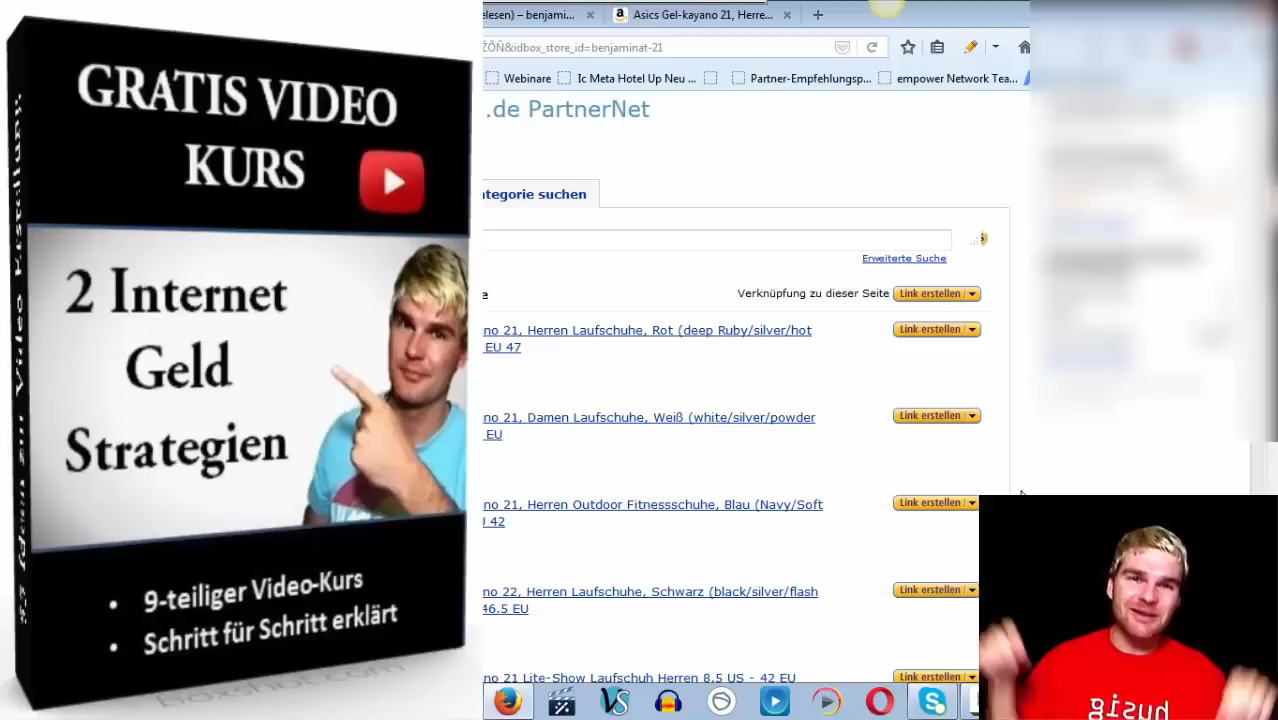 GRATIS VIDEO
KURS
2 Internet
Geld
Strategien
• 9-teiliger Video-Kurs
• Schritt für Schritt erklärt
boxshot.com
elesen) – benjami...
Asics Gel-kayano 21, Herre...
&idbox_store_id=benjaminat-21
Webinare
Ic Meta Hotel Up Neu ...
Partner-Empfehlungsp...
empower Network Tea...
.de PartnerNet
tegorie suchen
Erweiterte Suche
e
Verknüpfung zu dieser Seite
Link erstellen
no 21, Herren Laufschuhe, Rot (deep Ruby/silver/hot
EU 47
Link erstellen
no 21, Damen Laufschuhe, Weiß (white/silver/powder
EU
Link erstellen
no 21, Herren Outdoor Fitnessschuhe, Blau (Navy/Soft
U 42
Link erstellen
no 22, Herren Laufschuhe, Schwarz (black/silver/flash
46.5 EU
Link erstellen
no 21 Lite-Show Laufschuh Herren 8.5 US - 42 EU
Link erstellen
husig